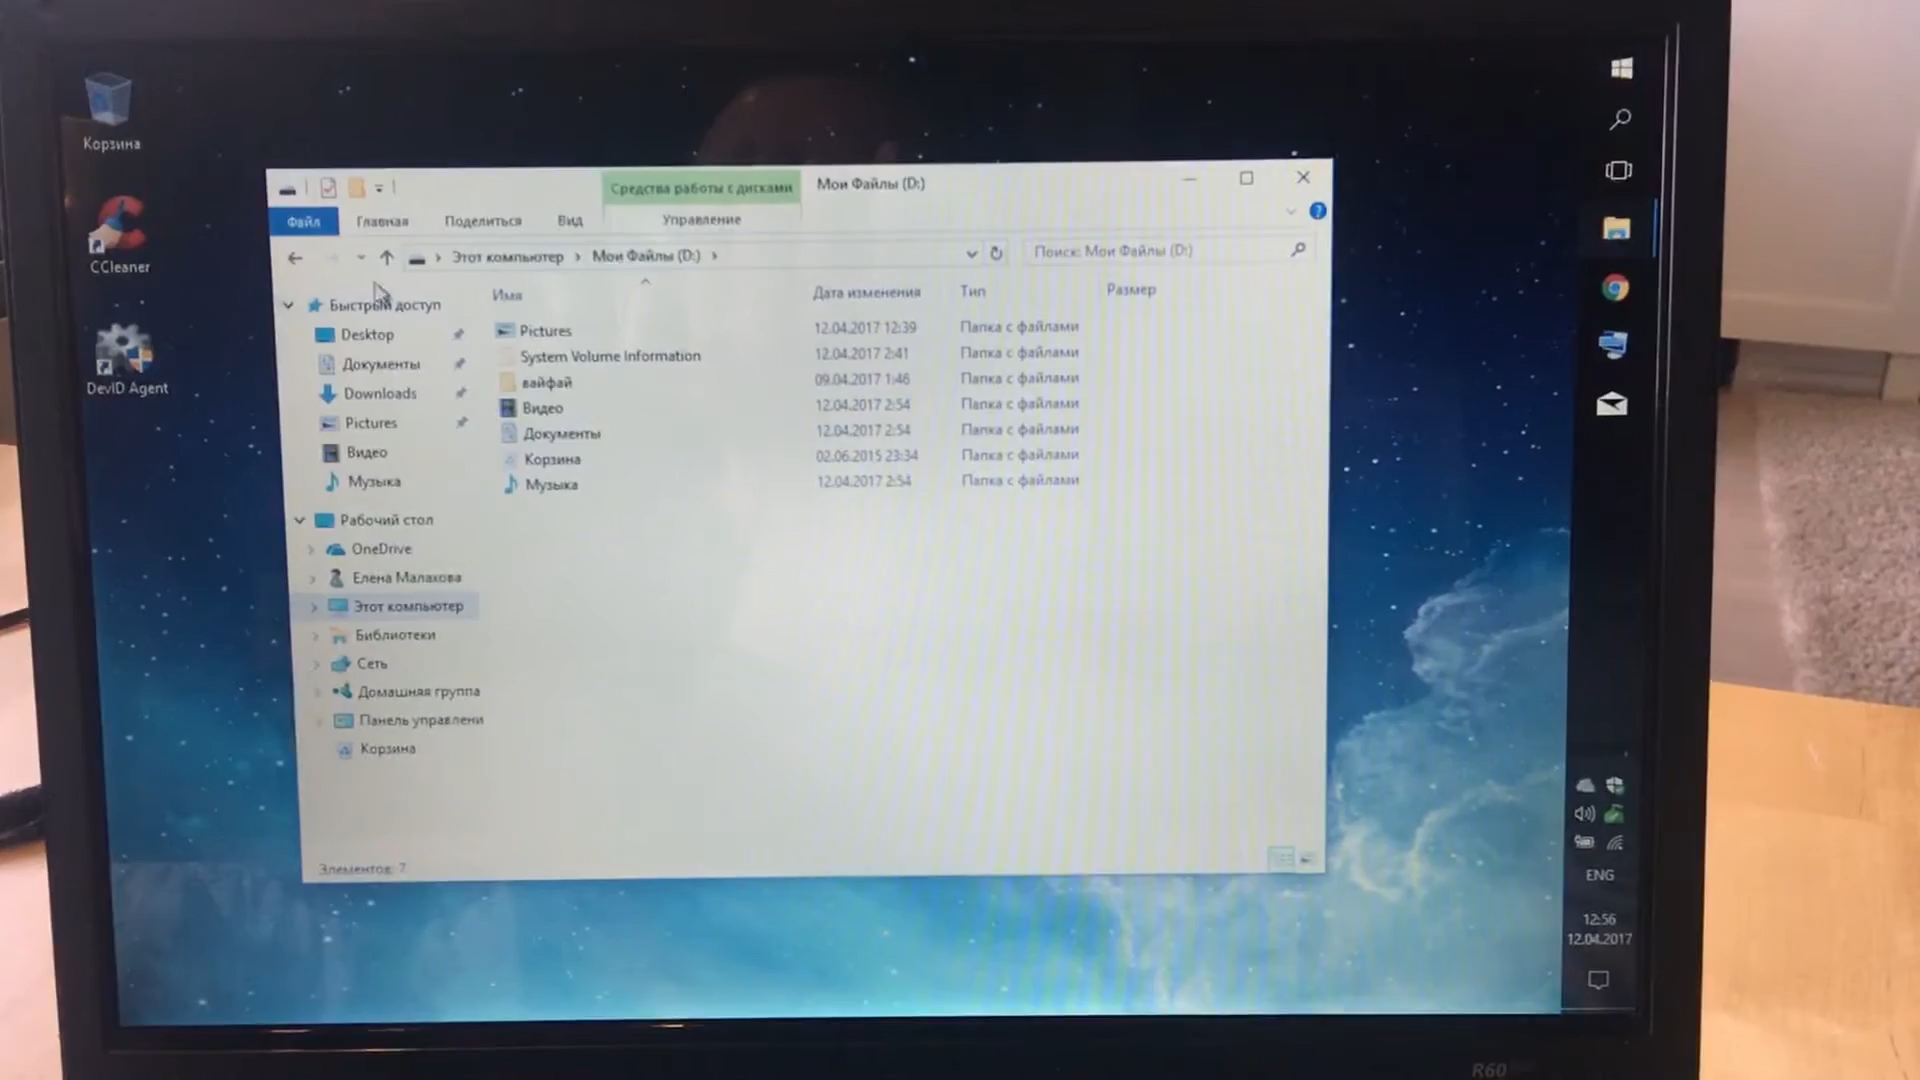 Корзина
CCleaner
DevID Agent
Средства работы с дисками
Мои Файлы (D:)
Файл
Главная
Поделиться
Вид
Управление
Этот компьютер
Мои Файлы (D:)
Поиск: Мои Файлы (D:)
Быстрый доступ
Desktop
Документы
Downloads
Pictures
Видео
Музыка
Рабочий стол
OneDrive
Елена Малахова
Этот компьютер
Библиотеки
Сеть
Домашняя группа
Панель управлени
Корзина
Имя Дата изменения Тип Размер
Pictures 12.04.2017 12:39 Папка с файлами
System Volume Information 12.04.2017 2:41 Папка с файлами
вайфай 09.04.2017 1:46 Папка с файлами
Видео 12.04.2017 2:54 Папка с файлами
Документы 12.04.2017 2:54 Папка с файлами
Корзина 02.06.2015 23:34 Папка с файлами
Музыка 12.04.2017 2:54 Папка с файлами
Элементов: 7
ENG
12:56
12.04.2017
R60